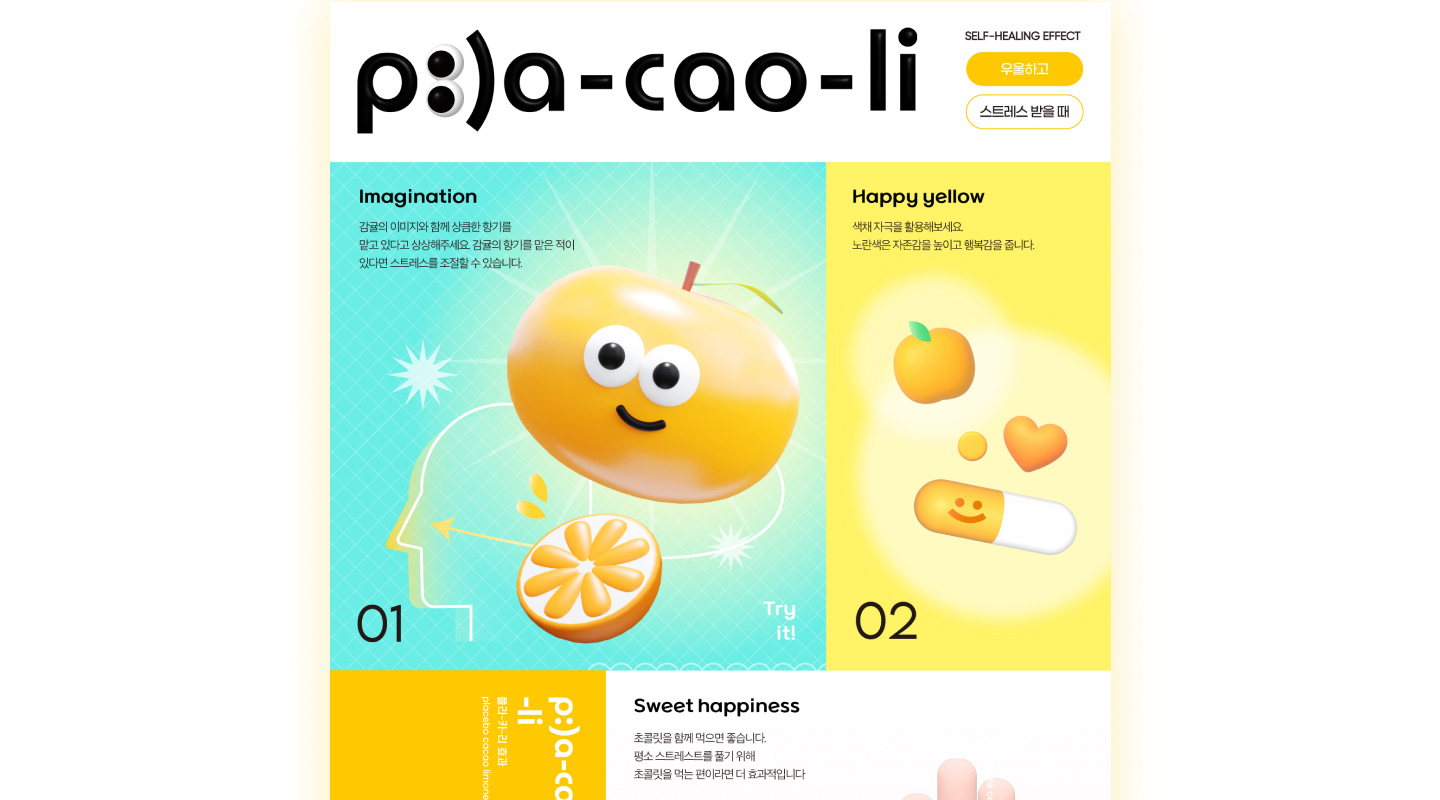 p:)a-cao-li
SELF-HEALING EFFECT
우울하고
스트레스 받을 때
Imagination
감귤의 이미지와 함께 상큼한 향기를
맡고 있다고 상상해주세요. 감귤의 향기를 맡은 적이
있다면 스트레스를 조절할 수 있습니다.
Happy yellow
색채 자극을 활용해보세요.
노란색은 자존감을 높이고 행복감을 줍니다.
01
Try
it!
02
p:)a-ca
-li
플라-카-리 효과
placebo cacao limone
Sweet happiness
초콜릿을 함께 먹으면 좋습니다.
평소 스트레스트를 풀기 위해
초콜릿을 먹는 편이라면 더 효과적입니다